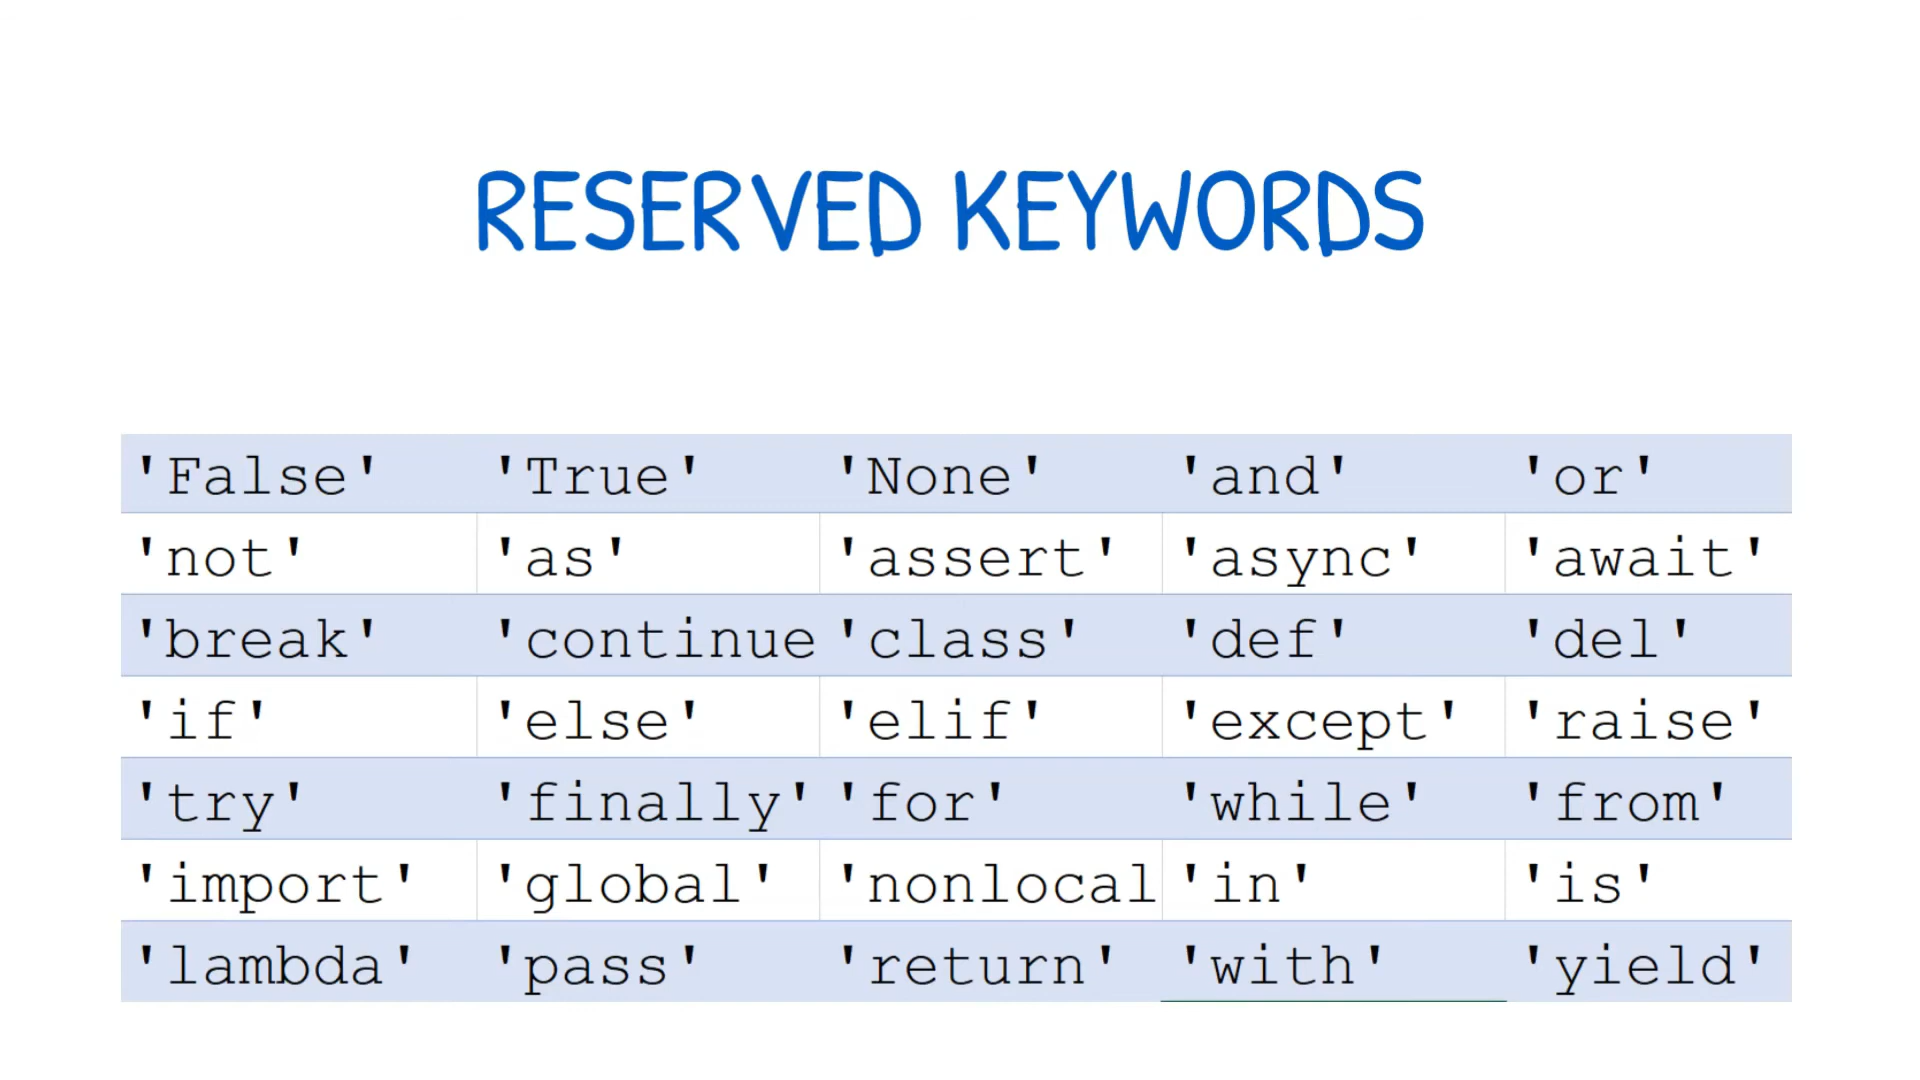 RESERVED KEYWORDS
'False' 'True' 'None' 'and' 'or'
'not' 'as' 'assert' 'async' 'await'
'break' 'continue 'class' 'def' 'del'
'if' 'else' 'elif' 'except' 'raise'
'try' 'finally' 'for' 'while' 'from'
'import' 'global' 'nonlocal 'in' 'is'
'lambda' 'pass' 'return' 'with' 'yield'